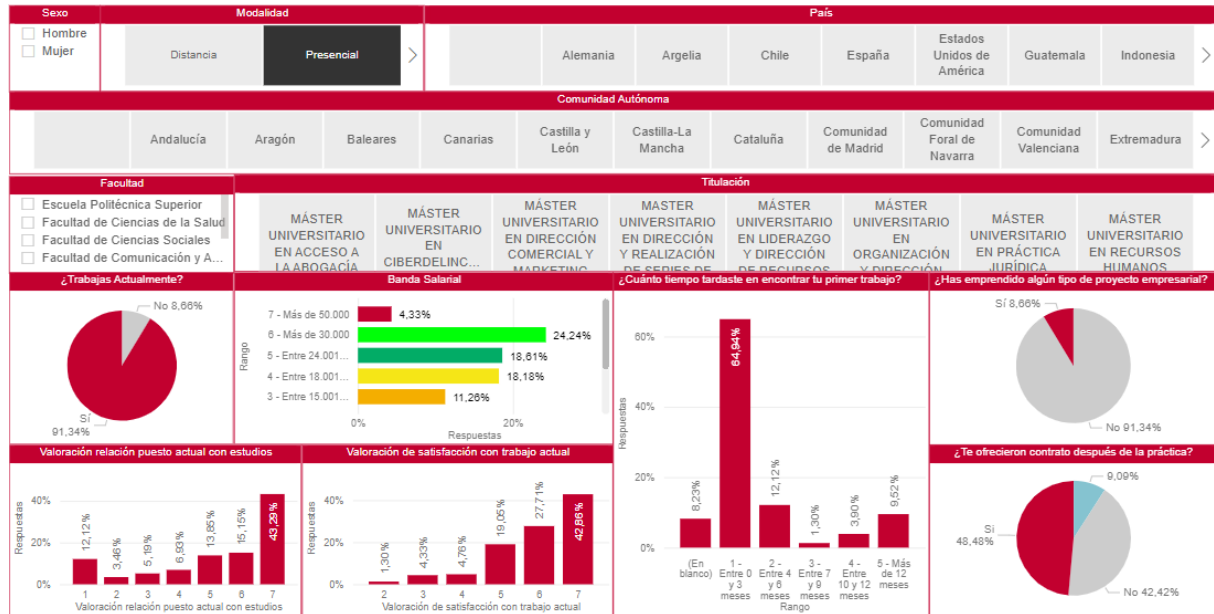 Sexo
Hombre
Mujer
Modalidad
Distancia
Presencial
País
Alemania
Argelia
Chile
España
Estados
Unidos de
América
Guatemala
Indonesia
Comunidad Autónoma
Andalucía
Aragón
Baleares
Canarias
Castilla y
León
Castilla-La
Mancha
Cataluña
Comunidad
de Madrid
Comunidad
Foral de
Navarra
Comunidad
Valenciana
Extremadura
Facultad
Escuela Politécnica Superior
Facultad de Ciencias de la Salud
Facultad de Ciencias Sociales
Facultad de Comunicación y A...
Titulación
MÁSTER
UNIVERSITARIO
EN ACCESO A
LA ABOGACÍA
MÁSTER
UNIVERSITARIO
EN
CIBERDELINC...
MÁSTER
UNIVERSITARIO
EN DIRECCIÓN
COMERCIAL Y
MARKETING
MÁSTER
UNIVERSITARIO
EN DIRECCIÓN
Y REALIZACIÓN
DE SERIES DE
MÁSTER
UNIVERSITARIO
EN LIDERAZGO
Y DIRECCIÓN
DE RECURSOS
MÁSTER
UNIVERSITARIO
EN
ORGANIZACIÓN
Y DIRECCIÓN
MÁSTER
UNIVERSITARIO
EN PRÁCTICA
JURÍDICA
MÁSTER
UNIVERSITARIO
EN RECURSOS
HUMANOS
¿Trabajas Actualmente?
No 8,66%
Sí
91,34%
Banda Salarial
Rango
7 - Más de 50.000
4,33%
6 - Más de 30.000
24,24%
5 - Entre 24.001...
18,61%
4 - Entre 18.001...
18,18%
3 - Entre 15.001...
11,26%
0%
20%
Respuestas
¿Cuánto tiempo tardaste en encontrar tu primer trabajo?
Respuestas
60%
40%
20%
0%
8,23%
64,94%
12,12%
1,30%
3,90%
9,52%
(En
blanco)
1 -
Entre 0
y 3
meses
2 -
Entre 4
y 6
meses
3 -
Entre 7
y 9
meses
4 -
Entre
10 y 12
meses
5 - Más
de 12
meses
Rango
¿Has emprendido algún tipo de proyecto empresarial?
Sí 8,66%
No 91,34%
Valoración relación puesto actual con estudios
Respuestas
40%
20%
0%
12,12%
3,46%
5,19%
6,93%
13,85%
15,15%
43,29%
1
2
3
4
5
6
7
Valoración relación puesto actual con estudios
Valoración de satisfacción con trabajo actual
Respuestas
40%
20%
0%
1,30%
4,33%
4,76%
19,05%
27,71%
42,86%
2
3
4
5
6
7
Valoración de satisfacción con trabajo actual
¿Te ofrecieron contrato después de la práctica?
9,09%
Sí
48,48%
No 42,42%